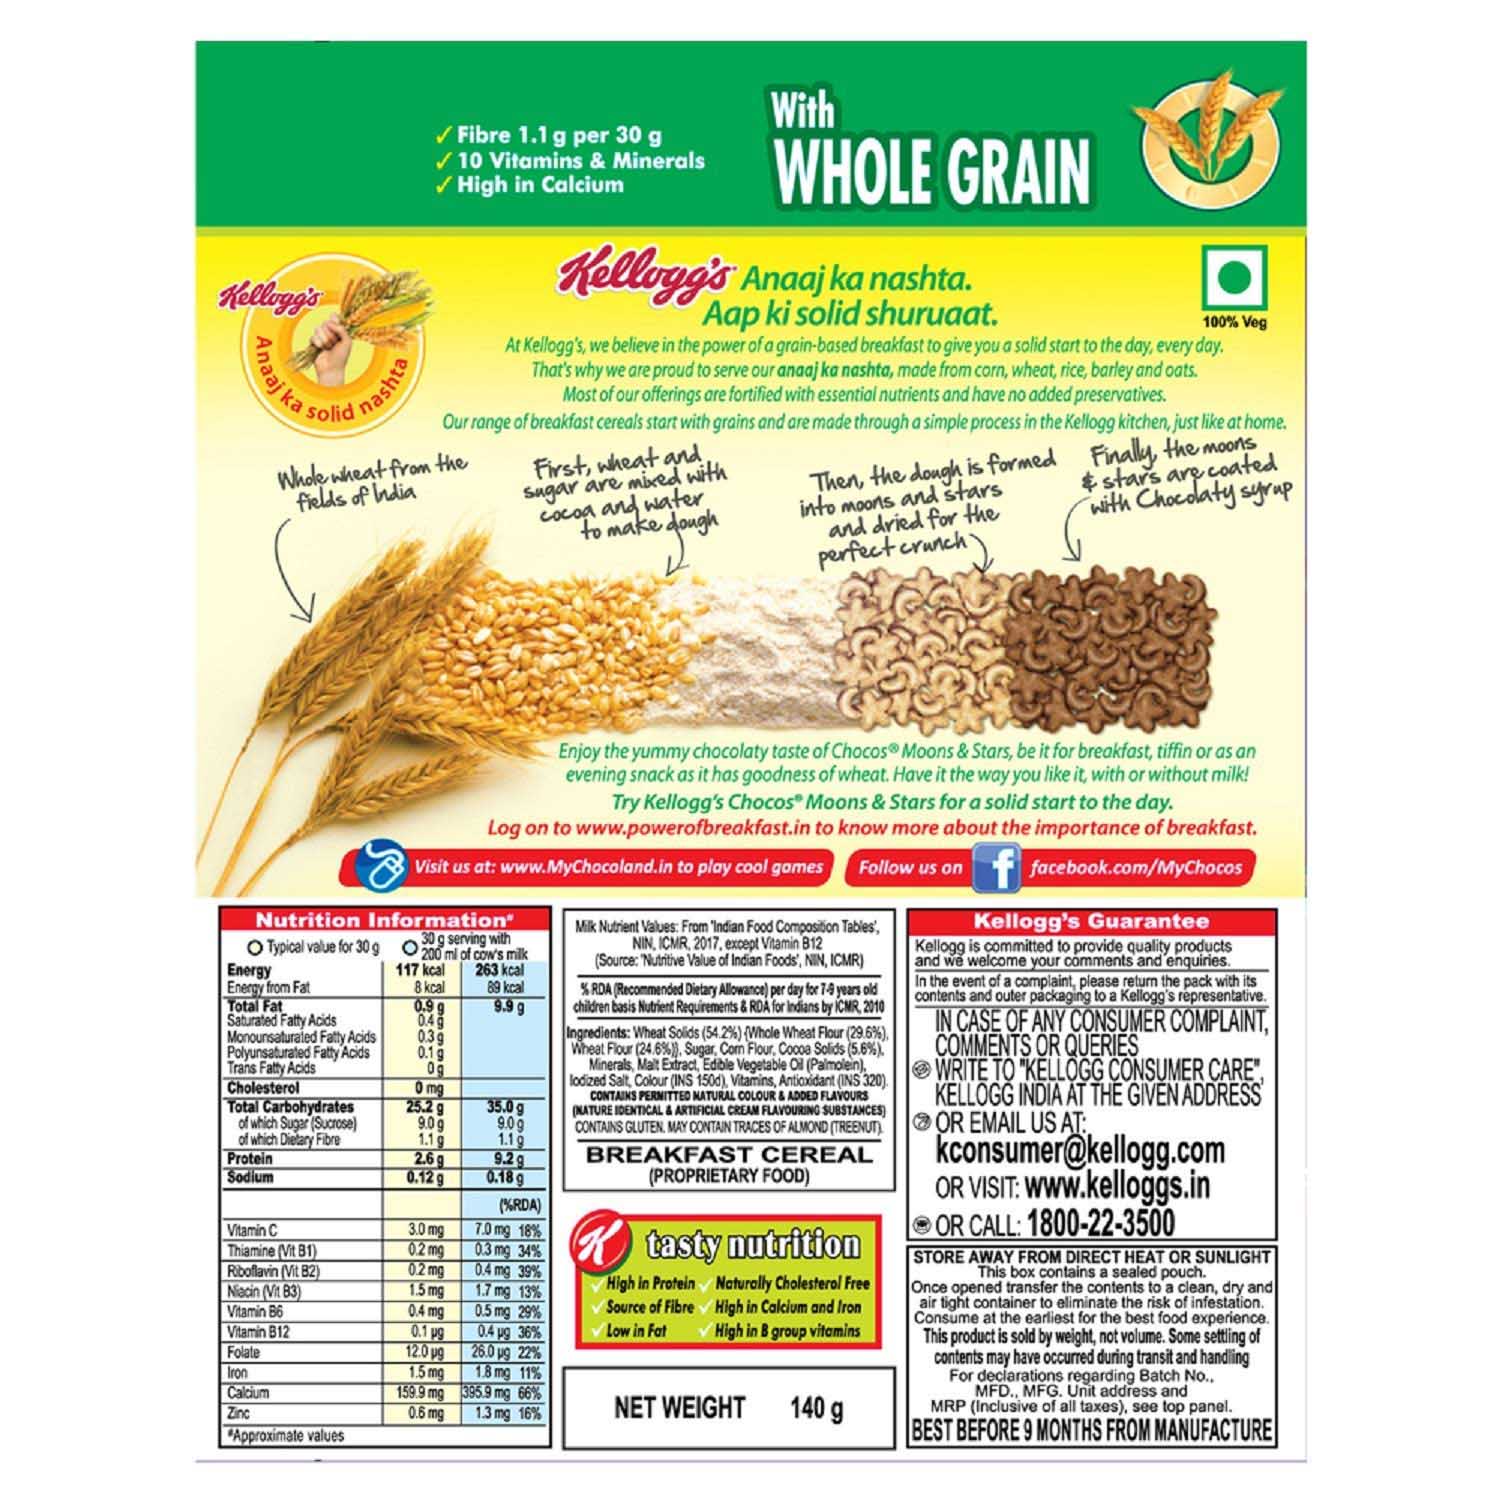 ✓ Fibre 1.1 g per 30 g
✓ 10 Vitamins & Minerals
✓ High in Calcium
With
WHOLE GRAIN
Kellogg's
Anaaj ka solid nashta
Kellogg's Anaaj ka nashta.
Aap ki solid shuruaat.
100% Veg
At Kellogg's, we believe in the power of a grain-based breakfast to give you a solid start to the day, every day.
That's why we are proud to serve our anaaj ka nashta, made from corn, wheat, rice, barley and oats.
Most of our offerings are fortified with essential nutrients and have no added preservatives.
Our range of breakfast cereals start with grains and are made through a simple process in the Kellogg kitchen, just like at home.
Whole wheat from the
fields of India
First, wheat and
sugar are mixed with
cocoa and water
to make dough
Then, the dough is formed
into moons and stars
and dried for the
perfect crunch
Finally, the moons
& stars are coated
with Chocolaty syrup
Enjoy the yummy chocolaty taste of Chocos® Moons & Stars, be it for breakfast, tiffin or as an
evening snack as it has goodness of wheat. Have it the way you like it, with or without milk!
Try Kellogg's Chocos® Moons & Stars for a solid start to the day.
Log on to www.powerofbreakfast.in to know more about the importance of breakfast.
Visit us at: www.MyChocoland.in to play cool games
Follow us on f facebook.com/MyChocos
Nutrition Information#
Typical value for 30 g
30 g serving with
200 ml of cow's milk
Energy 117 kcal 263 kcal
Energy from Fat 8 kcal 89 kcal
Total Fat 0.9 g 9.9 g
Saturated Fatty Acids 0.4 g
Monounsaturated Fatty Acids 0.3 g
Polyunsaturated Fatty Acids 0.1 g
Trans Fatty Acids 0 g
Cholesterol 0 mg
Total Carbohydrates 25.2 g 35.0 g
of which Sugar (Sucrose) 9.0 g 9.0 g
of which Dietary Fibre 1.1 g 1.1 g
Protein 2.6 g 9.2 g
Sodium 0.12 g 0.18 g
(%RDA)
Vitamin C 3.0 mg 7.0 mg 18%
Thiamine (Vit B1) 0.2 mg 0.3 mg 34%
Riboflavin (Vit B2) 0.2 mg 0.4 mg 39%
Niacin (Vit B3) 1.5 mg 1.7 mg 13%
Vitamin B6 0.4 mg 0.5 mg 29%
Vitamin B12 0.1 µg 0.4 µg 36%
Folate 12.0 µg 26.0 µg 22%
Iron 1.5 mg 1.8 mg 11%
Calcium 159.9 mg 395.9 mg 66%
Zinc 0.6 mg 1.3 mg 16%
#Approximate values
Milk Nutrient Values: From 'Indian Food Composition Tables',
NIN, ICMR, 2017, except Vitamin B12
(Source: 'Nutritive Value of Indian Foods', NIN, ICMR)
% RDA (Recommended Dietary Allowance) per day for 7-9 years old
children basis Nutrient Requirements & RDA for Indians by ICMR, 2010
Ingredients: Wheat Solids (54.2%) {Whole Wheat Flour (29.6%),
Wheat Flour (24.6%)}, Sugar, Corn Flour, Cocoa Solids (5.6%),
Minerals, Malt Extract, Edible Vegetable Oil (Palmolein),
Iodized Salt, Colour (INS 150d), Vitamins, Antioxidant (INS 320).
CONTAINS PERMITTED NATURAL COLOUR & ADDED FLAVOURS
(NATURE IDENTICAL & ARTIFICIAL CREAM FLAVOURING SUBSTANCES)
CONTAINS GLUTEN. MAY CONTAIN TRACES OF ALMOND (TREENUT).
BREAKFAST CEREAL
(PROPRIETARY FOOD)
K tasty nutrition
✓ High in Protein ✓ Naturally Cholesterol Free
✓ Source of Fibre ✓ High in Calcium and Iron
✓ Low in Fat ✓ High in B group vitamins
NET WEIGHT 140 g
Kellogg's Guarantee
Kellogg is committed to provide quality products
and we welcome your comments and enquiries.
In the event of a complaint, please return the pack with its
contents and outer packaging to a Kellogg's representative.
IN CASE OF ANY CONSUMER COMPLAINT,
COMMENTS OR QUERIES
WRITE TO "KELLOGG CONSUMER CARE",
KELLOGG INDIA AT THE GIVEN ADDRESS
OR EMAIL US AT:
kconsumer@kellogg.com
OR VISIT: www.kelloggs.in
OR CALL: 1800-22-3500
STORE AWAY FROM DIRECT HEAT OR SUNLIGHT
This box contains a sealed pouch.
Once opened transfer the contents to a clean, dry and
air tight container to eliminate the risk of infestation.
Consume at the earliest for the best food experience.
This product is sold by weight, not volume. Some settling of
contents may have occurred during transit and handling
For declarations regarding Batch No.,
MFD., MFG. Unit address and
MRP (Inclusive of all taxes), see top panel.
BEST BEFORE 9 MONTHS FROM MANUFACTURE